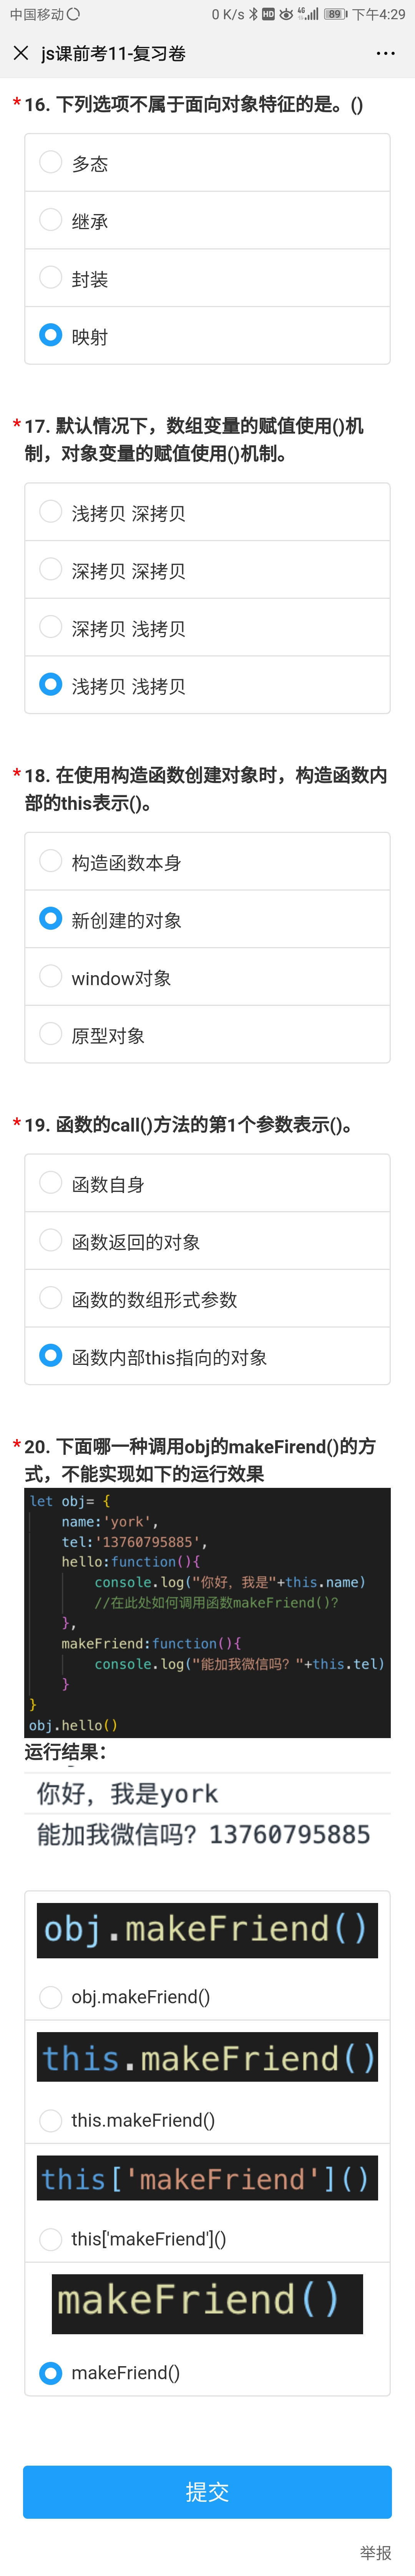 中国移动 0 K/s HD 4G 89 下午4:29
js课前考11-复习卷
* 16. 下列选项不属于面向对象特征的是。()
多态
继承
封装
映射
* 17. 默认情况下，数组变量的赋值使用()机
制，对象变量的赋值使用()机制。
浅拷贝 深拷贝
深拷贝 深拷贝
深拷贝 浅拷贝
浅拷贝 浅拷贝
* 18. 在使用构造函数创建对象时，构造函数内
部的this表示()。
构造函数本身
新创建的对象
window对象
原型对象
* 19. 函数的call()方法的第1个参数表示()。
函数自身
函数返回的对象
函数的数组形式参数
函数内部this指向的对象
* 20. 下面哪一种调用obj的makeFirend()的方
式，不能实现如下的运行效果
let obj= {
name:'york',
tel:'13760795885',
hello:function(){
console.log("你好，我是"+this.name)
//在此处如何调用函数makeFriend()?
},
makeFriend:function(){
console.log("能加我微信吗？"+this.tel)
}
}
obj.hello()
运行结果：
你好，我是york
能加我微信吗？13760795885
obj.makeFriend()
obj.makeFriend()
this.makeFriend()
this.makeFriend()
this['makeFriend']()
this['makeFriend']()
makeFriend()
makeFriend()
提交
举报